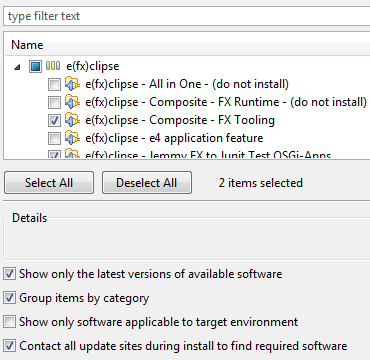 type filter text
Name
e(fx)clipse
e(fx)clipse - All in One - (do not install)
e(fx)clipse - Composite - FX Runtime - (do not install)
e(fx)clipse - Composite - FX Tooling
e(fx)clipse - e4 application feature
Jemmy FX to Junit Test OSGi-Apps
Select All Deselect All 2 items selected
Details
Show only the latest versions of available software
Group items by category
Show only software applicable to target environment
Contact all update sites during install to find required software